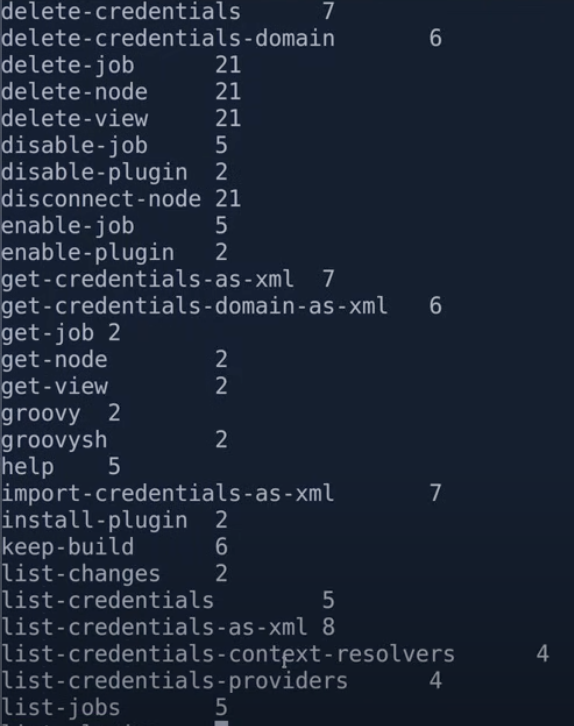 delete-credentials 7
delete-credentials-domain 6
delete-job 21
delete-node 21
delete-view 21
disable-job 5
disable-plugin 2
disconnect-node 21
enable-job 5
enable-plugin 2
get-credentials-as-xml 7
get-credentials-domain-as-xml 6
get-job 2
get-node 2
get-view 2
groovy 2
groovysh 2
help 5
import-credentials-as-xml 7
install-plugin 2
keep-build 6
list-changes 2
list-credentials 5
list-credentials-as-xml 8
list-credentials-context-resolvers 4
list-credentials-providers 4
list-jobs 5